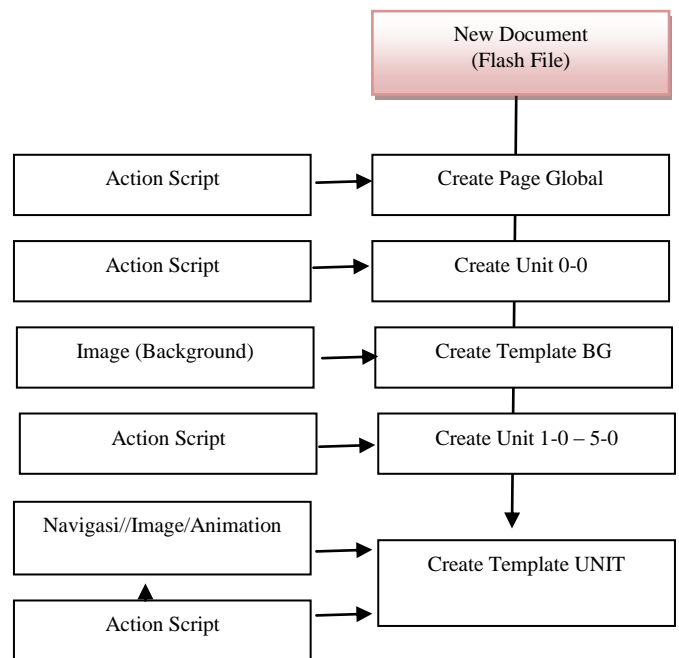 New Document
(Flash File)
Action Script
Create Page Global
Action Script
Create Unit 0-0
Image (Background)
Create Template BG
Action Script
Create Unit 1-0 – 5-0
Navigasi//Image/Animation
Create Template UNIT
Action Script